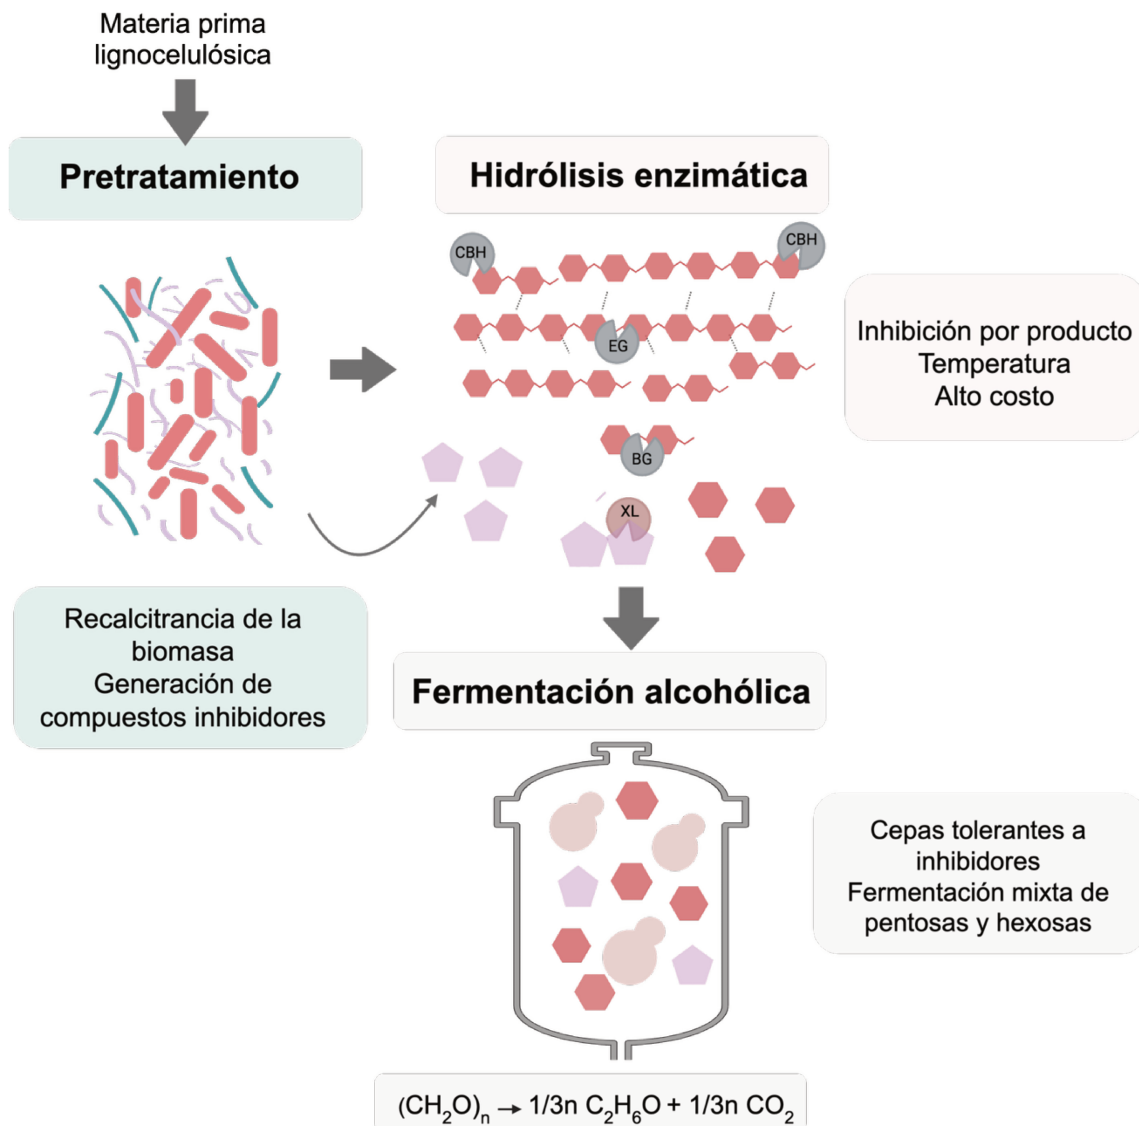 Materia prima
lignocelulósica
Pretratamiento
Hidrólisis enzimática
CBH
CBH
EG
BG
XL
Inhibición por producto
Temperatura
Alto costo
Recalcitrancia de la
biomasa
Generación de
compuestos inhibidores
Fermentación alcohólica
Cepas tolerantes a
inhibidores
Fermentación mixta de
pentosas y hexosas
(CH₂O)ₙ → 1/3n C₂H₆O + 1/3n CO₂